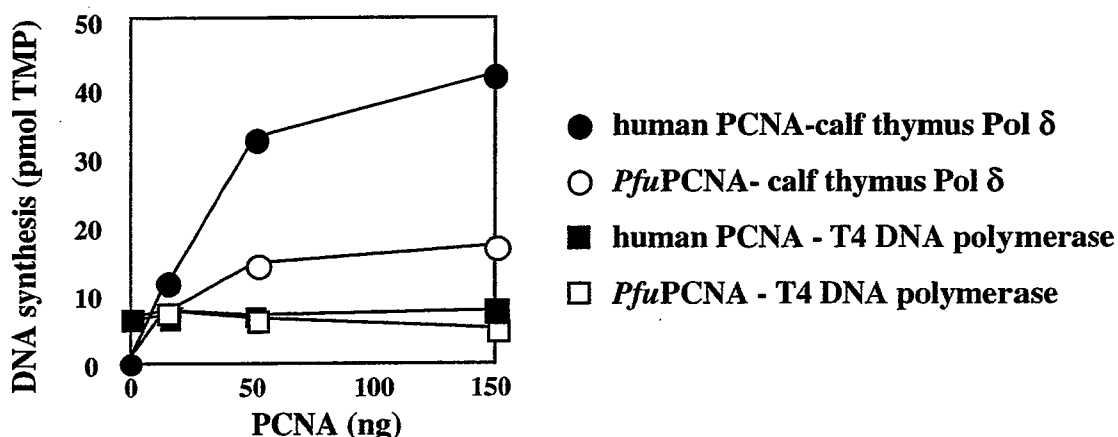 DNA synthesis (pmol TMP)
50
40
30
20
10
0
0 50 100 150
PCNA (ng)
human PCNA-calf thymus Pol δ
PfuPCNA- calf thymus Pol δ
human PCNA - T4 DNA polymerase
PfuPCNA - T4 DNA polymerase